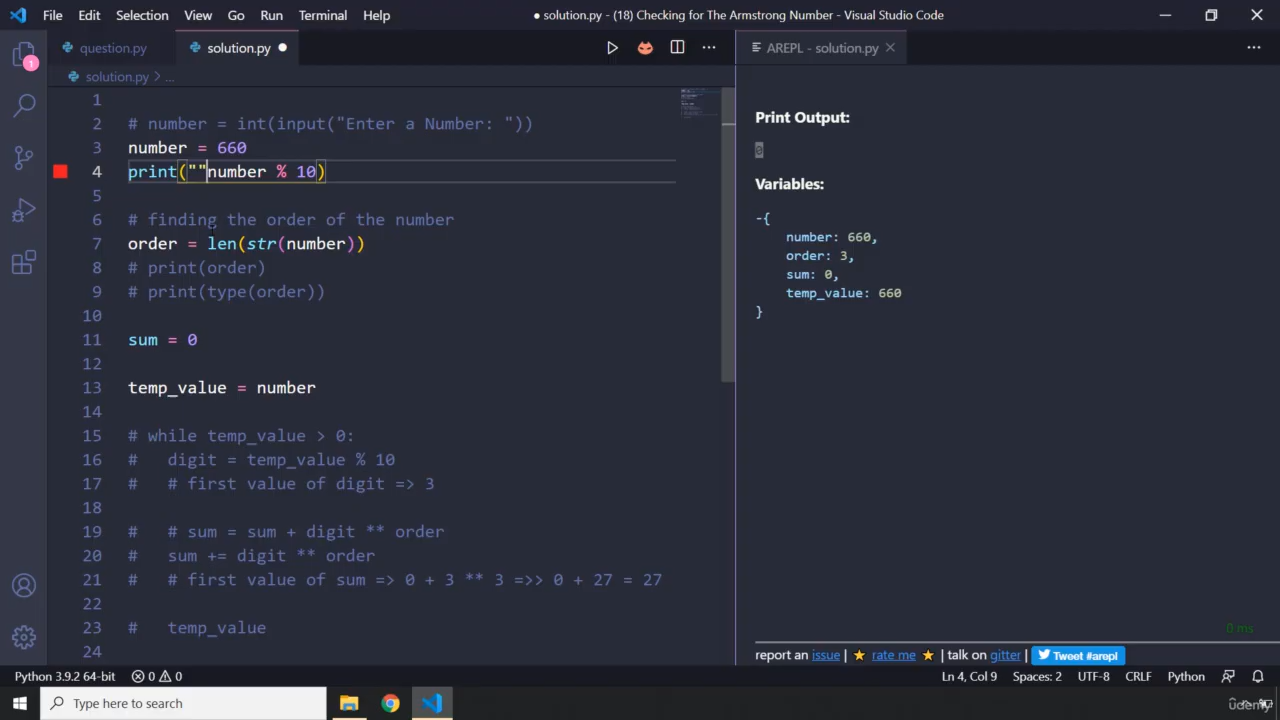 File Edit Selection View Go Run Terminal Help
● solution.py - (18) Checking for The Armstrong Number - Visual Studio Code
question.py solution.py
AREPL - solution.py
solution.py > ...
1
2 # number = int(input("Enter a Number: "))
3 number = 660
4 print(""number % 10)
5
6 # finding the order of the number
7 order = len(str(number))
8 # print(order)
9 # print(type(order))
10
11 sum = 0
12
13 temp_value = number
14
15 # while temp_value > 0:
16 #   digit = temp_value % 10
17 #   # first value of digit => 3
18
19 #   # sum = sum + digit ** order
20 #   sum += digit ** order
21 #   # first value of sum => 0 + 3 ** 3 =>> 0 + 27 = 27
22
23 #   temp_value
24
Print Output:
0
Variables:
-{
number: 660,
order: 3,
sum: 0,
temp_value: 660
}
0 ms
report an issue | ★ rate me ★ | talk on gitter | Tweet #arepl
1
Python 3.9.2 64-bit 0 0 Ln 4, Col 9 Spaces: 2 UTF-8 CRLF Python
Type here to search
udemy